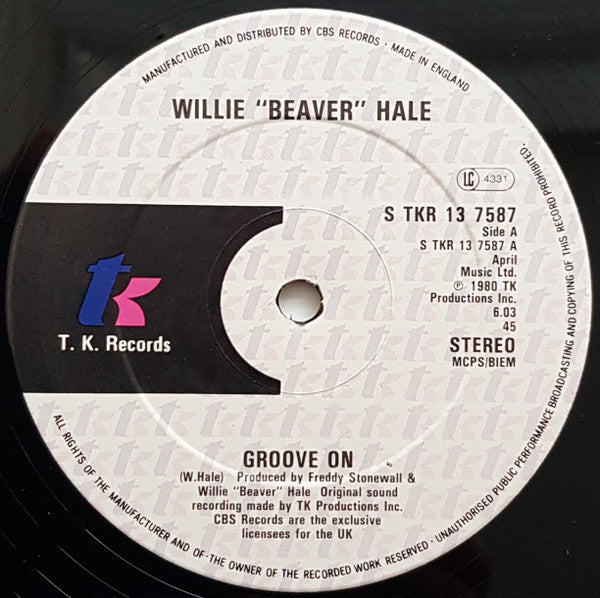 MANUFACTURED AND DISTRIBUTED BY CBS RECORDS · MADE IN ENGLAND
WILLIE "BEAVER" HALE
LC 4331
S TKR 13 7587
Side A
S TKR 13 7587 A
April
Music Ltd.
℗ 1980 TK
Productions Inc.
6.03
45
STEREO
MCPS/BIEM
tk
T. K. Records
GROOVE ON
(W.Hale) Produced by Freddy Stonewall &
Willie "Beaver" Hale Original sound
recording made by TK Productions Inc.
CBS Records are the exclusive
licensees for the UK
ALL RIGHTS OF THE MANUFACTURER AND OF·THE OWNER OF THE RECORDED WORK RESERVED · UNAUTHORISED PUBLIC PERFORMANCE BROADCASTING AND COPYING OF THIS RECORD PROHIBITED.